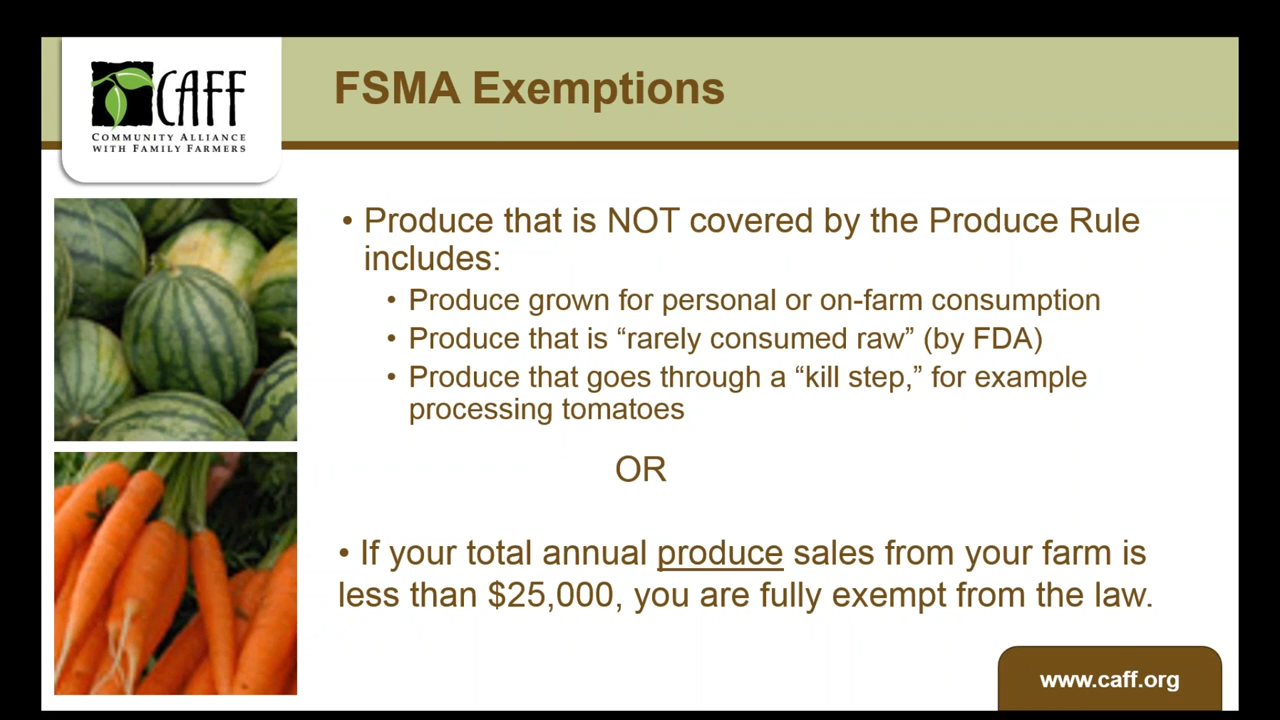 CAFF
COMMUNITY ALLIANCE
WITH FAMILY FARMERS
FSMA Exemptions
• Produce that is NOT covered by the Produce Rule
includes:
• Produce grown for personal or on-farm consumption
• Produce that is “rarely consumed raw” (by FDA)
• Produce that goes through a “kill step,” for example
processing tomatoes
OR
• If your total annual produce sales from your farm is
less than $25,000, you are fully exempt from the law.
www.caff.org